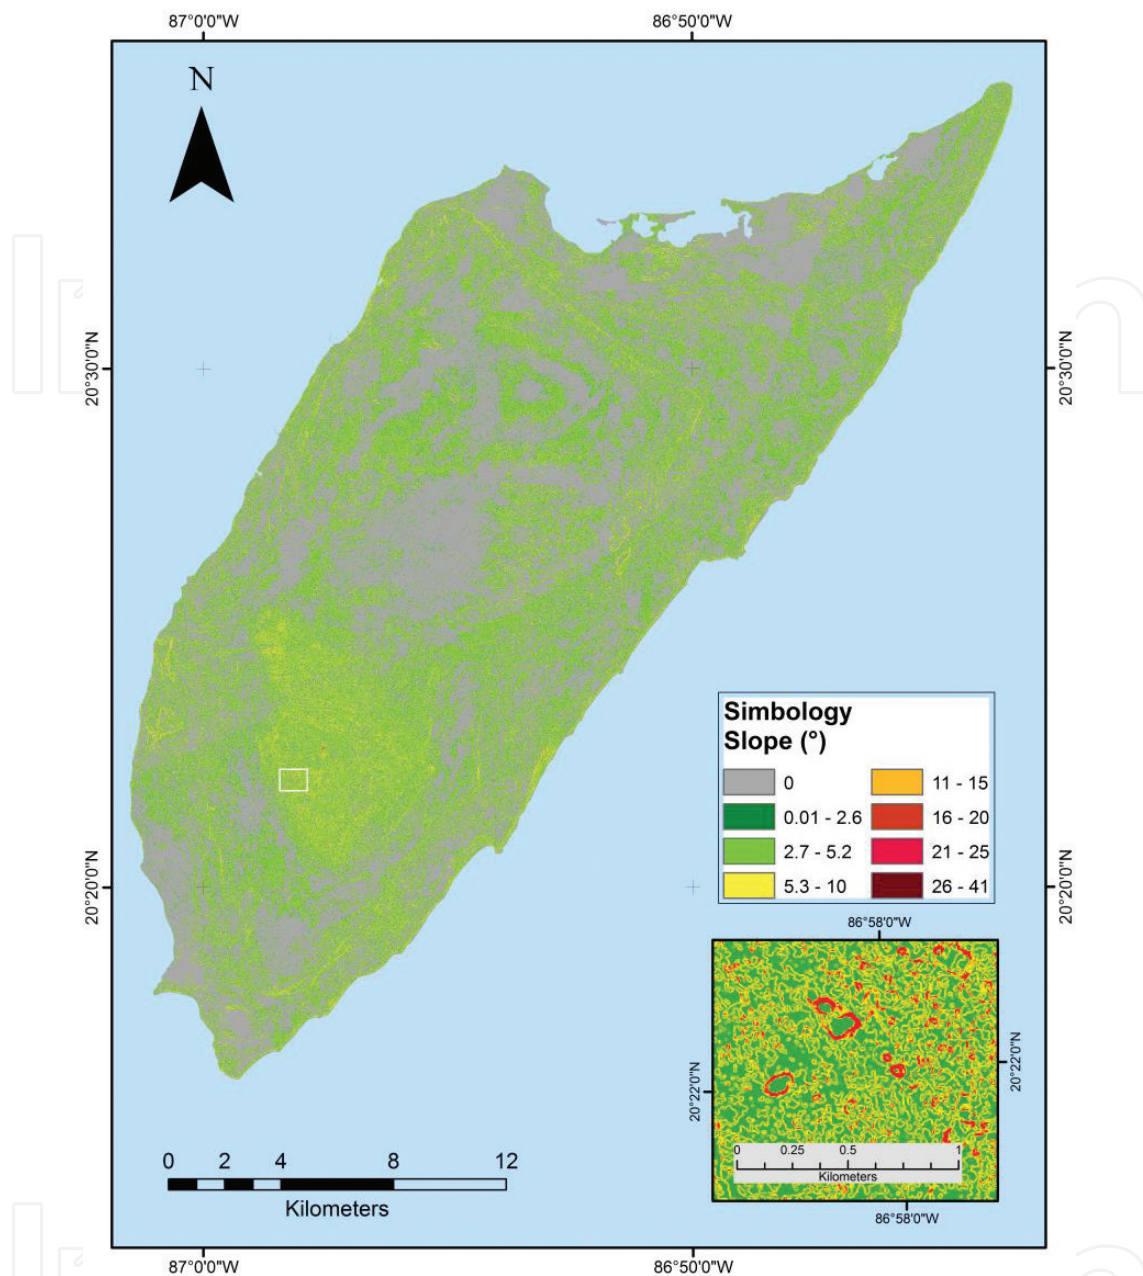 87°0'0"W 86°50'0"W
N
20°30'0"N 20°30'0"N
Simbology
Slope (°)
0 11 - 15
0.01 - 2.6 16 - 20
2.7 - 5.2 21 - 25
5.3 - 10 26 - 41
20°20'0"N 20°20'0"N
86°58'0"W
20°22'0"N 20°22'0"N
0 0.25 0.5 1
Kilometers
86°58'0"W
0 2 4 8 12
Kilometers
87°0'0"W 86°50'0"W